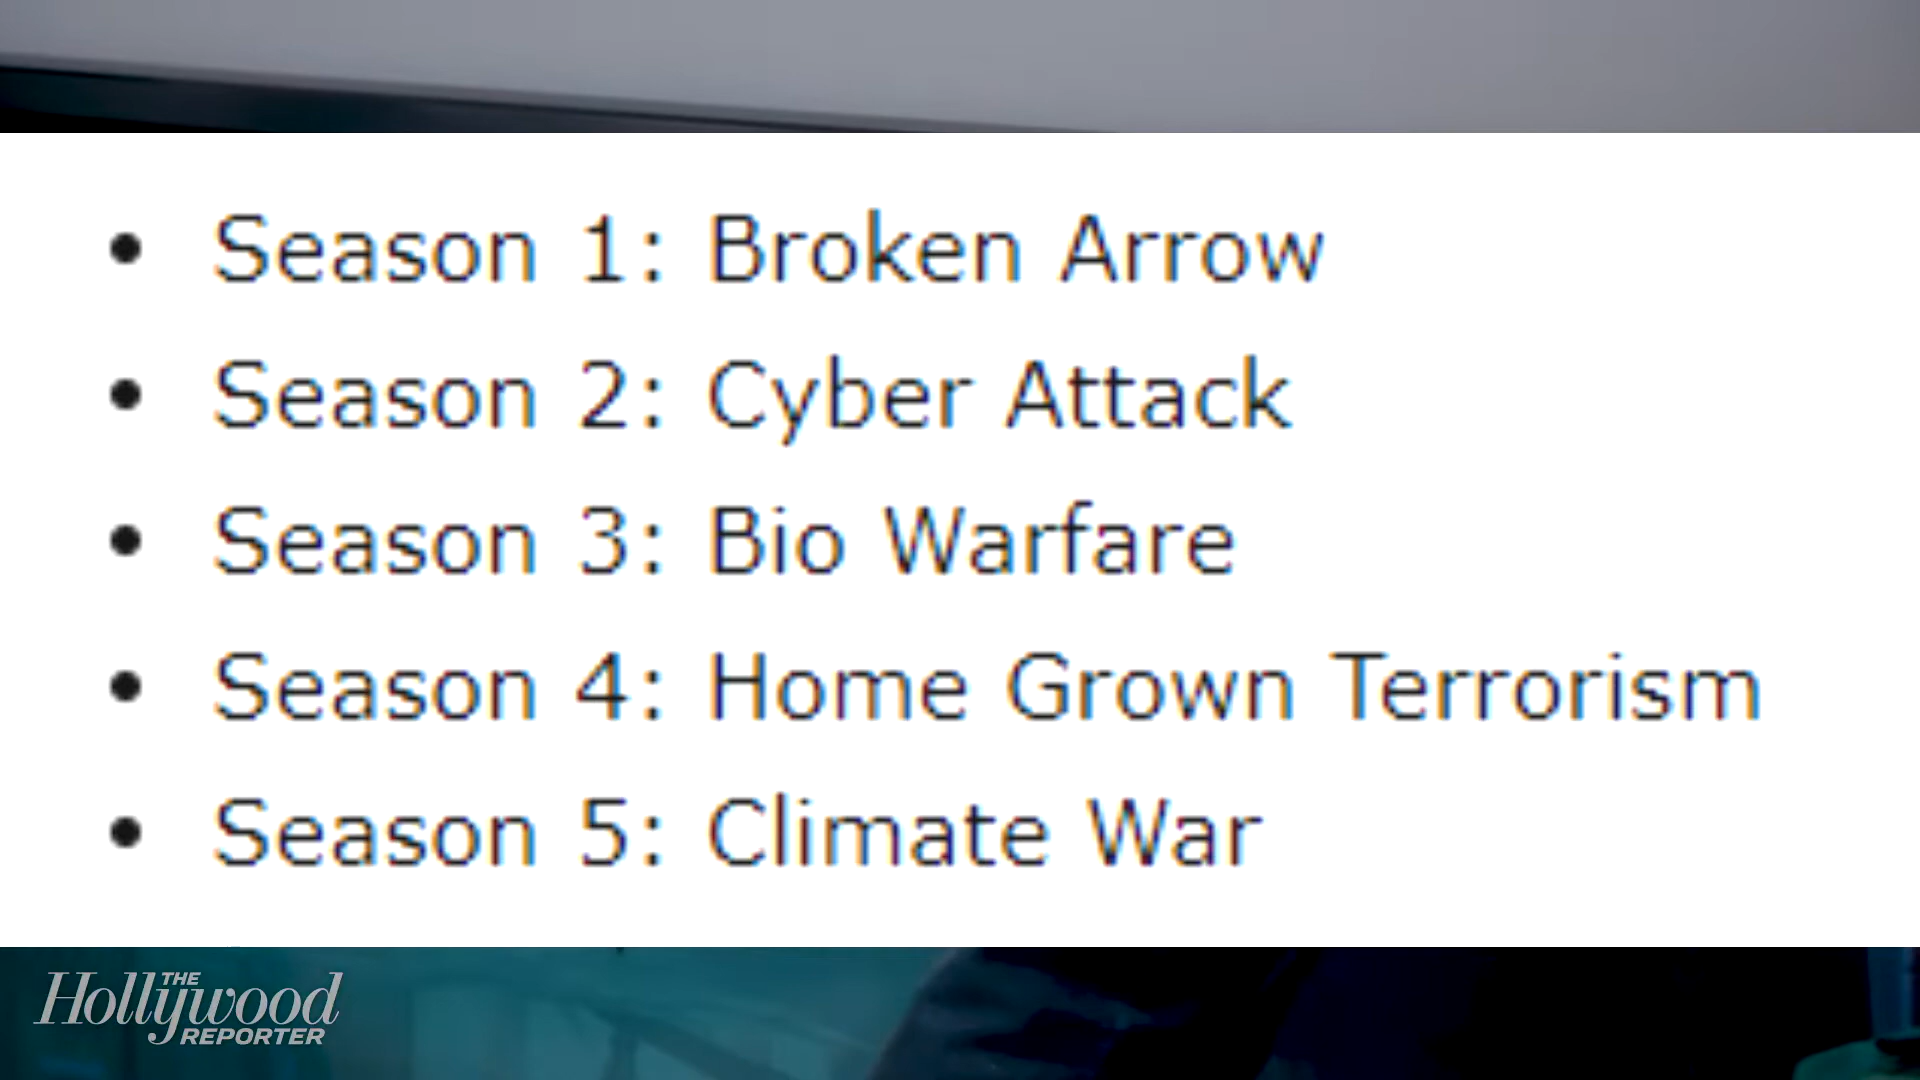 • Season 1: Broken Arrow
• Season 2: Cyber Attack
• Season 3: Bio Warfare
• Season 4: Home Grown Terrorism
• Season 5: Climate War
THE
Hollywood
REPORTER